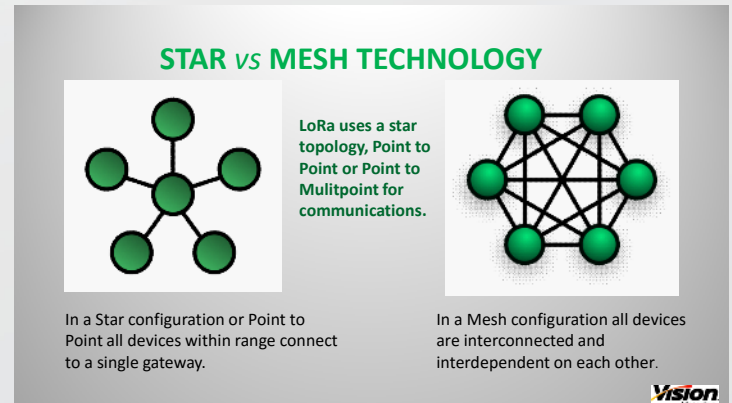 STAR vs MESH TECHNOLOGY
LoRa uses a star
topology, Point to
Point or Point to
Mulitpoint for
communications.
In a Star configuration or Point to
Point all devices within range connect
to a single gateway.
In a Mesh configuration all devices
are interconnected and
interdependent on each other.
Vision